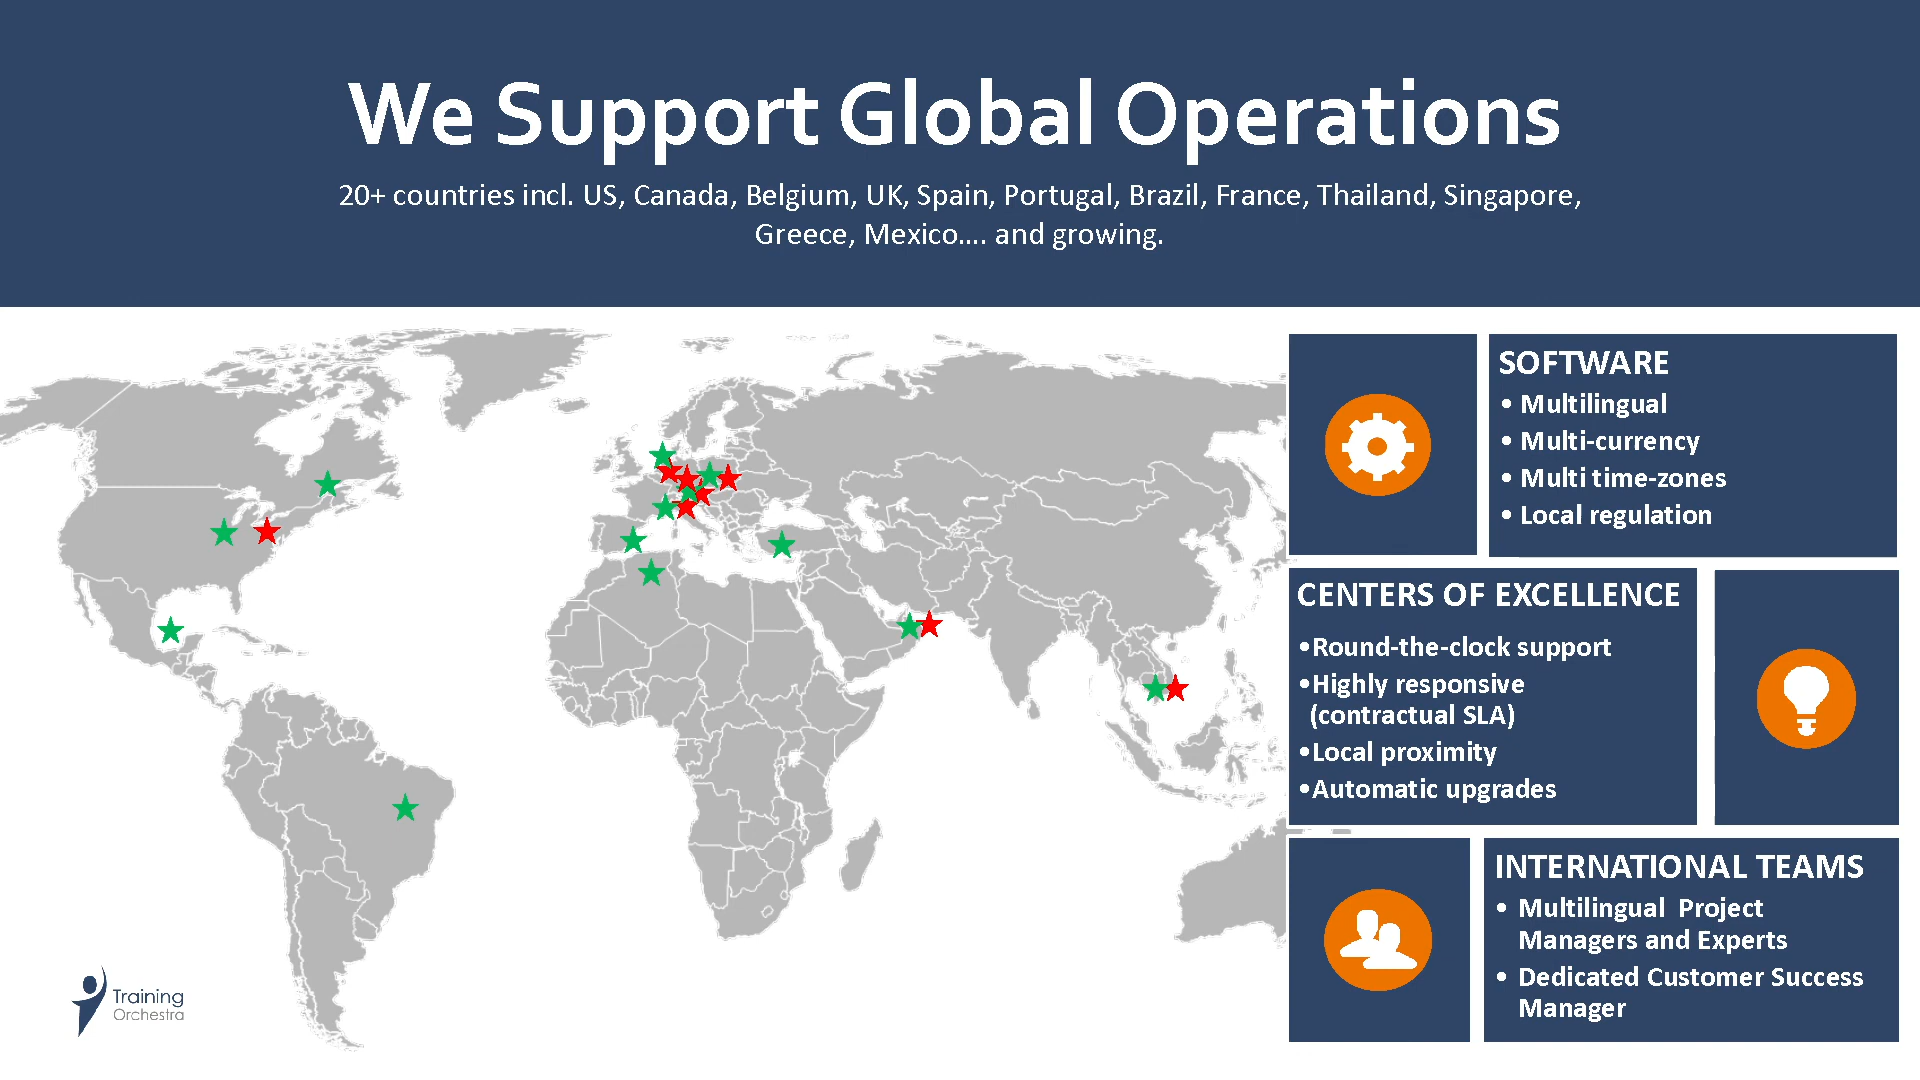 We Support Global Operations
20+ countries incl. US, Canada, Belgium, UK, Spain, Portugal, Brazil, France, Thailand, Singapore,
Greece, Mexico.... and growing.
SOFTWARE
• Multilingual
• Multi-currency
• Multi time-zones
• Local regulation
CENTERS OF EXCELLENCE
•Round-the-clock support
•Highly responsive
(contractual SLA)
•Local proximity
•Automatic upgrades
INTERNATIONAL TEAMS
• Multilingual Project
Managers and Experts
• Dedicated Customer Success
Manager
Training
Orchestra